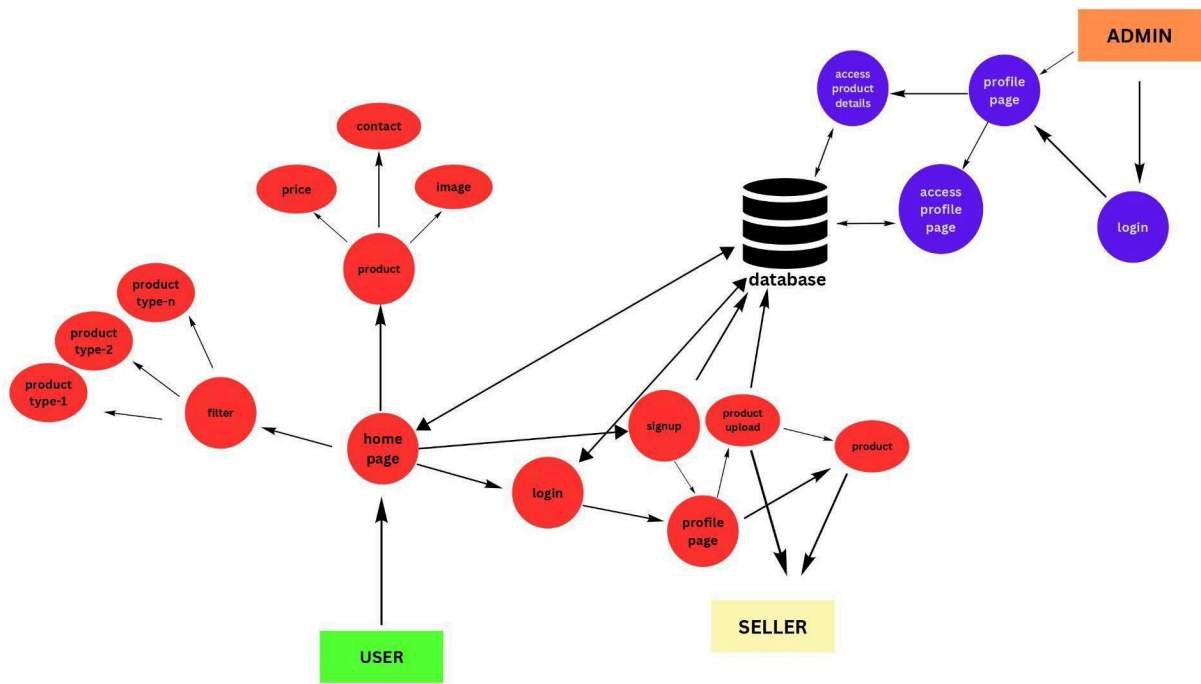 ADMIN
access
product
details
profile
page
contact
price
image
access
profile
page
login
product
database
product
type-n
product
type-2
product
type-1
filter
home
page
signup
product
upload
product
login
profile
page
SELLER
USER